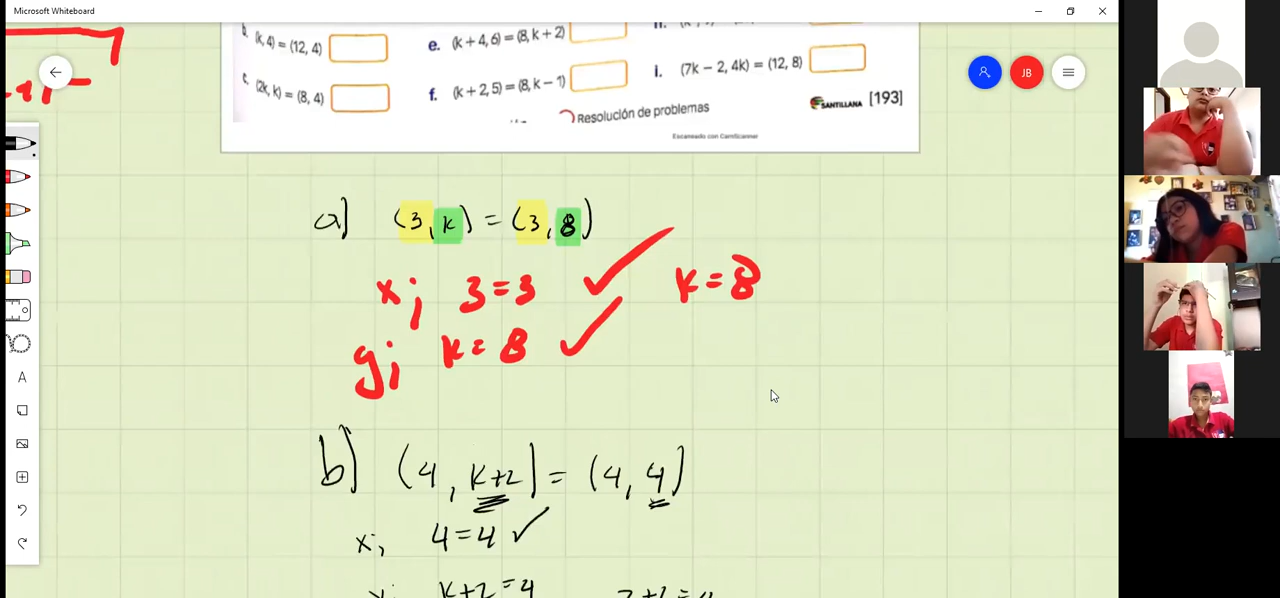 Microsoft Whiteboard
b. (k, 4) = (12, 4)
e. (k + 4, 6) = (8, k + 2)
c. (2k, k) = (8, 4)
f. (k + 2, 5) = (8, k − 1)
i. (7k − 2, 4k) = (12, 8)
Resolución de problemas
SANTILLANA [193]
Escaneado con CamScanner
JB
a) (3, k) = (3, 8)
x; 3 = 3 ✓ k = 8
y; k = 8 ✓
b) (4, k+2) = (4, 4)
x; 4 = 4 ✓
k+2 = 4
A